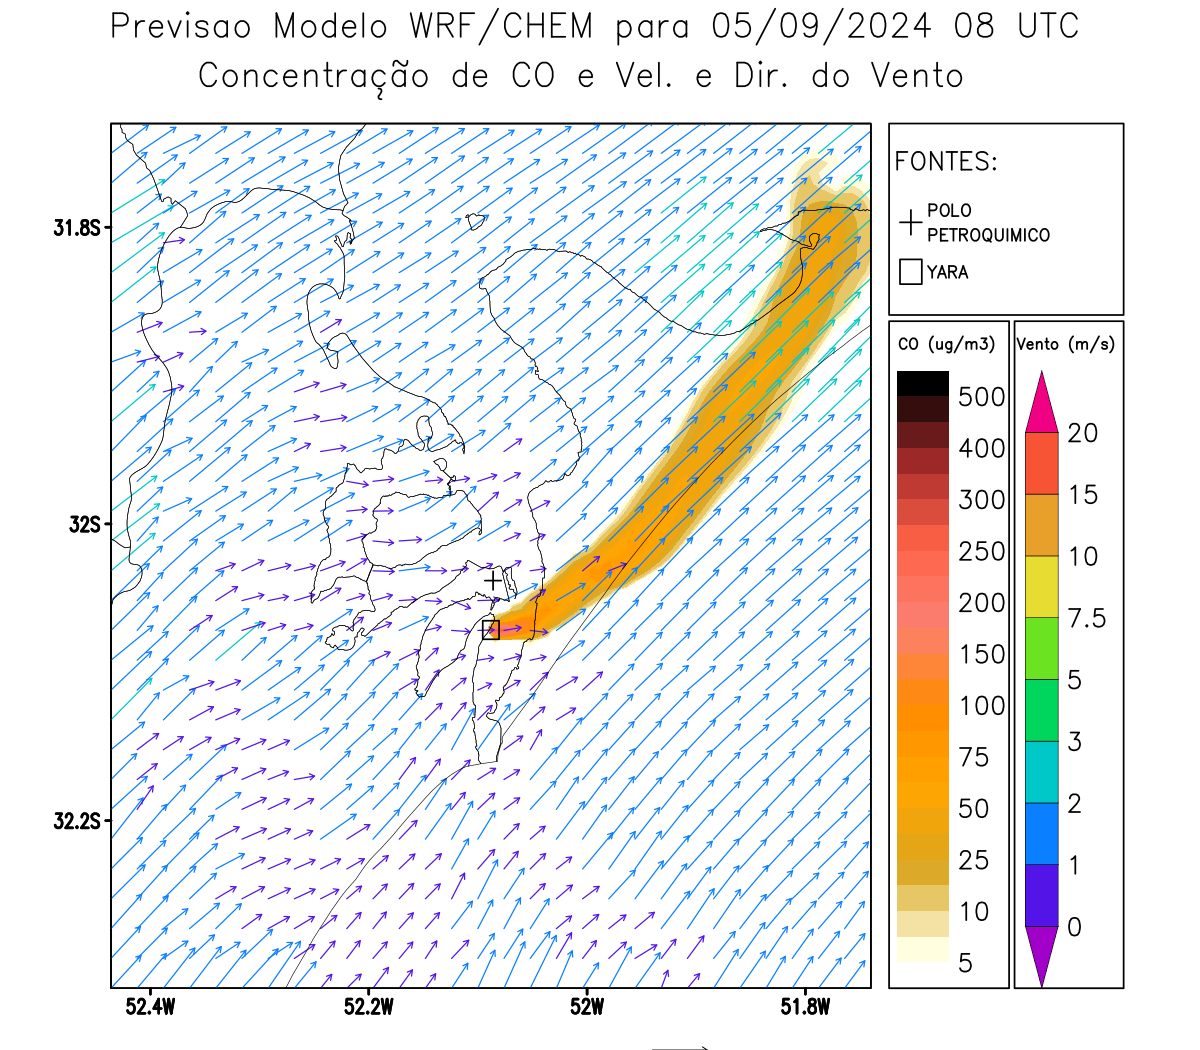 Previsao Modelo WRF/CHEM para 05/09/2024 08 UTC
Concentração de CO e Vel. e Dir. do Vento
FONTES:
POLO
PETROQUIMICO
YARA
CO (ug/m3)
500
400
300
250
200
150
100
75
50
25
10
5
Vento (m/s)
20
15
10
7.5
5
3
2
1
0
31.8S
32S
32.2S
52.4W
52.2W
52W
51.8W